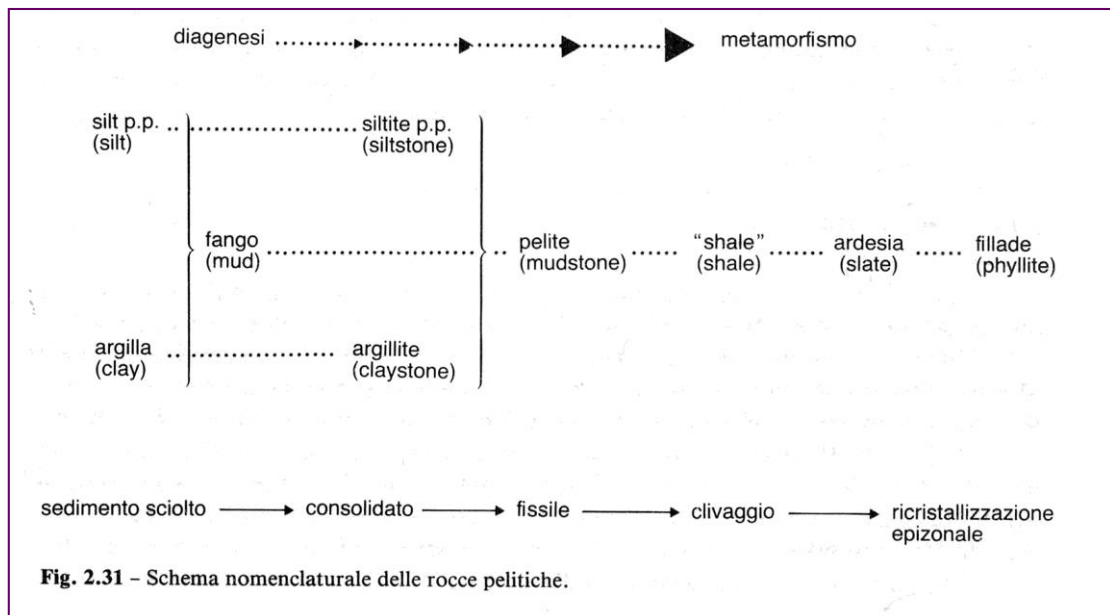 diagenesi metamorfismo
silt p.p. siltite p.p.
(silt) (siltstone)
fango pelite "shale" ardesia fillade
(mud) (mudstone) (shale) (slate) (phyllite)
argilla argillite
(clay) (claystone)
sedimento sciolto consolidato fissile clivaggio ricristallizzazione
epizonale
Fig. 2.31 – Schema nomenclaturale delle rocce pelitiche.